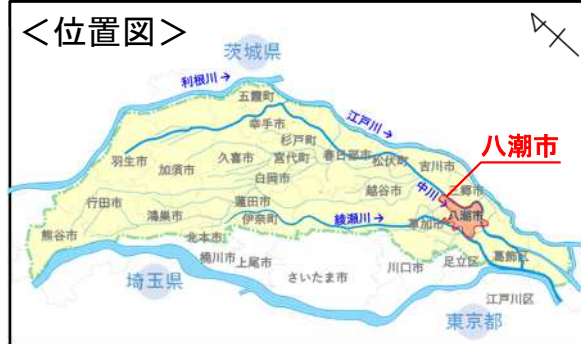 ＜位置図＞
茨城県
利根川→
五霞町
江戸川→
幸手市
杉戸町
八潮市
羽生市
加須市
久喜市
宮代町
春日部市
松伏町
吉川市
白岡市
中川→
三郷市
行田市
蓮田市
越谷市
八潮市
鴻巣市
伊奈町
綾瀬川→
草加市
熊谷市
北本市
桶川市
上尾市
さいたま市
川口市
足立区
葛飾区
埼玉県
江戸川区
東京都